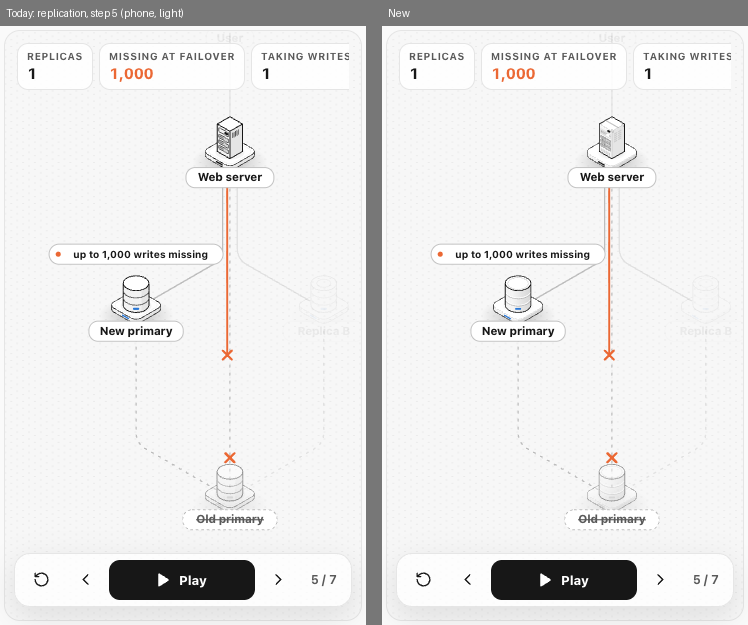 Today: replication, step 5 (phone, light)
User
REPLICAS
1
MISSING AT FAILOVER
1,000
TAKING WRITES
1
Web server
up to 1,000 writes missing
New primary
Replica B
Old primary
Play
5 / 7
New
User
REPLICAS
1
MISSING AT FAILOVER
1,000
TAKING WRITES
1
Web server
up to 1,000 writes missing
New primary
Replica B
Old primary
Play
5 / 7